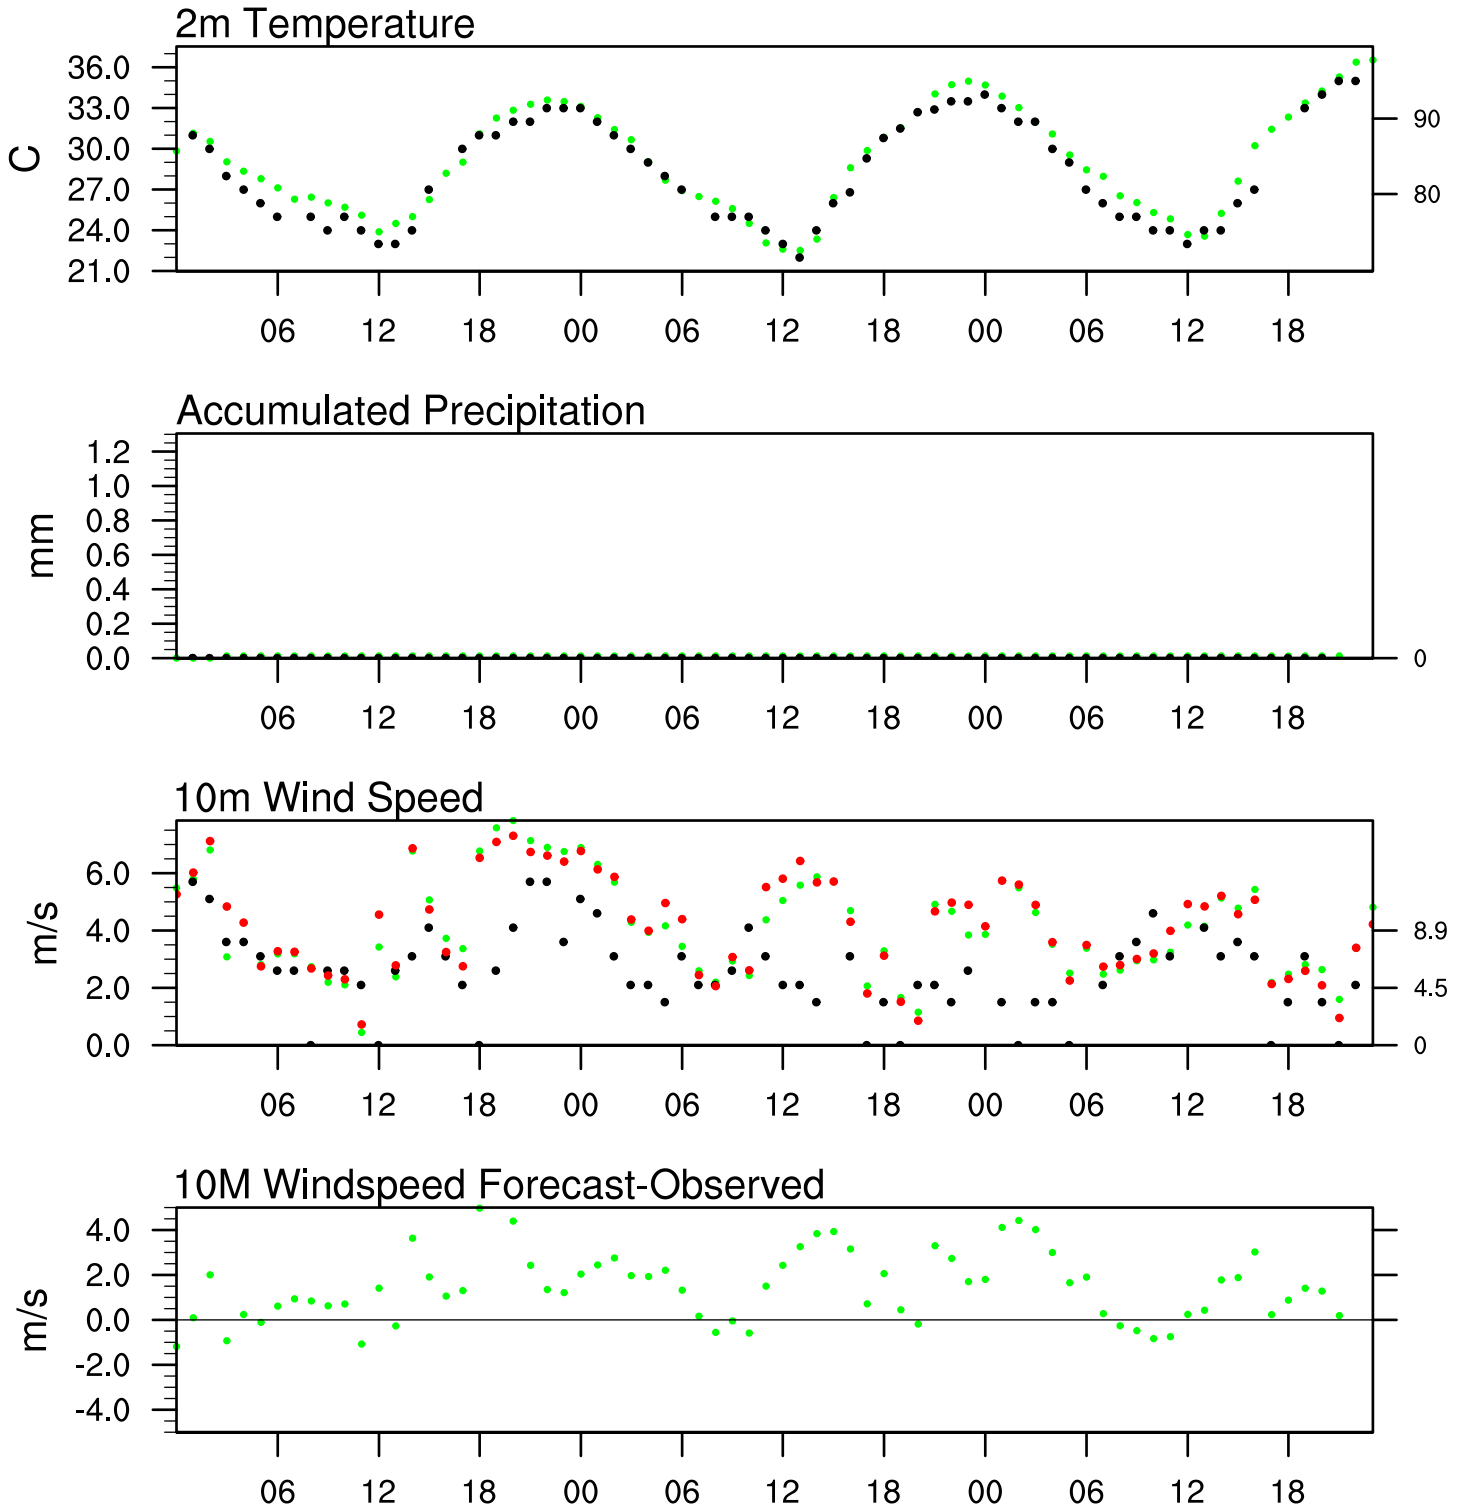 2m Temperature
36.0
33.0
30.0
27.0
24.0
21.0
C
90
80
06 12 18 00 06 12 18 00 06 12 18
Accumulated Precipitation
1.2
1.0
0.8
0.6
0.4
0.2
0.0
mm
0
06 12 18 00 06 12 18 00 06 12 18
10m Wind Speed
6.0
4.0
2.0
0.0
m/s
8.9
4.5
0
06 12 18 00 06 12 18 00 06 12 18
10M Windspeed Forecast-Observed
4.0
2.0
0.0
-2.0
-4.0
m/s
06 12 18 00 06 12 18 00 06 12 18